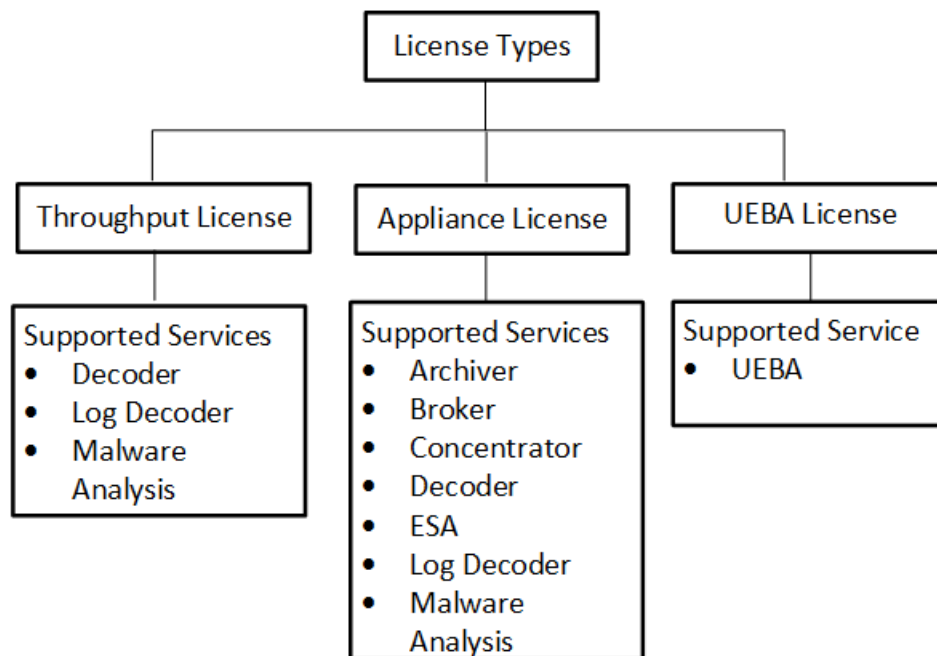 License Types
Throughput License
Appliance License
UEBA License
Supported Services
• Decoder
• Log Decoder
• Malware
Analysis
Supported Services
• Archiver
• Broker
• Concentrator
• Decoder
• ESA
• Log Decoder
• Malware
Analysis
Supported Service
• UEBA